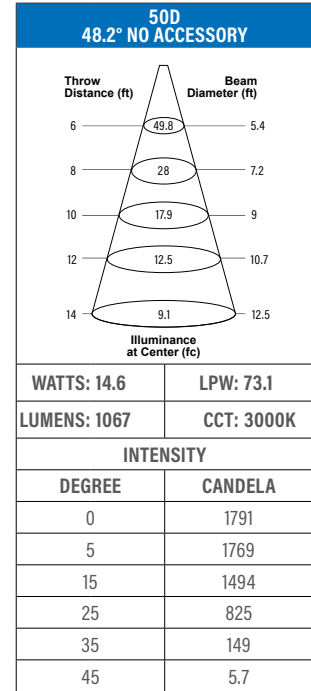 50D
48.2° NO ACCESSORY
Throw Distance (ft)
Beam Diameter (ft)
6 49.8 5.4
8 28 7.2
10 17.9 9
12 12.5 10.7
14 9.1 12.5
Illuminance
at Center (fc)
WATTS: 14.6 LPW: 73.1
LUMENS: 1067 CCT: 3000K
INTENSITY
DEGREE CANDELA
0 1791
5 1769
15 1494
25 825
35 149
45 5.7